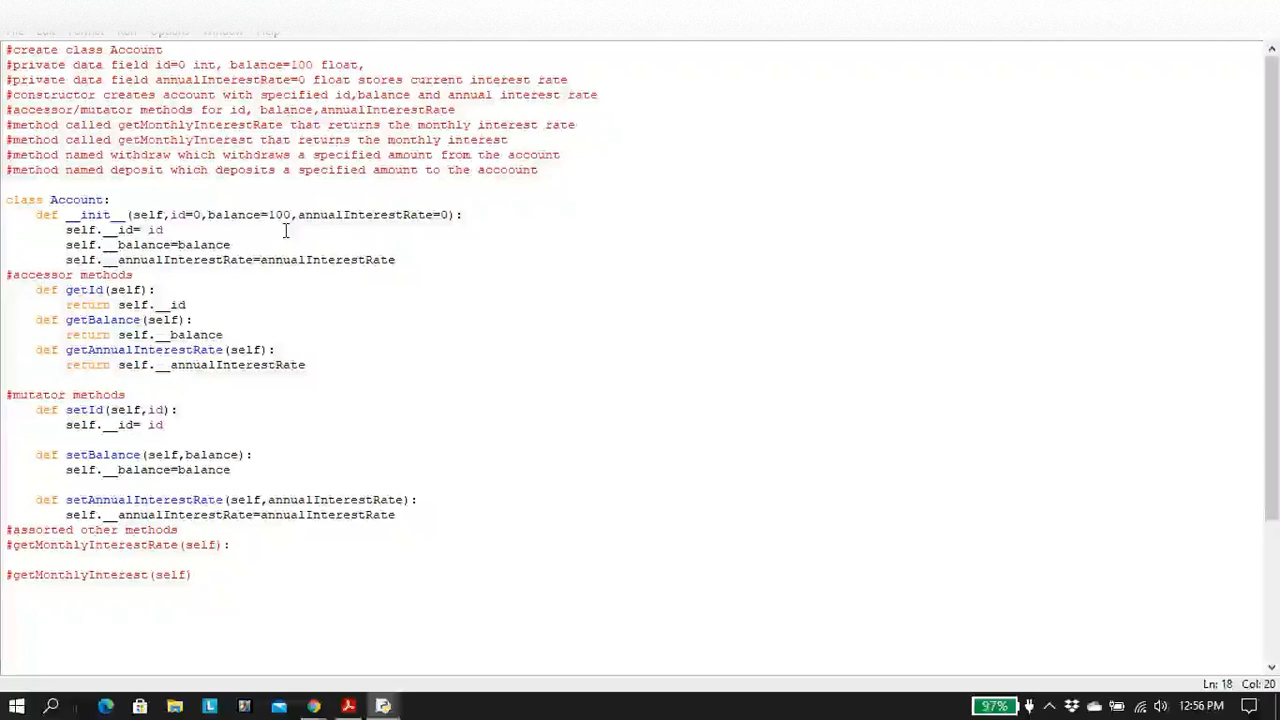 #create class Account
#private data field id=0 int, balance=100 float,
#private data field annualInterestRate=0 float stores current interest rate
#constructor creates account with specified id,balance and annual interest rate
#accessor/mutator methods for id, balance,annualInterestRate
#method called getMonthlyInterestRate that returns the monthly interest rate
#method called getMonthlyInterest that returns the monthly interest
#method named withdraw which withdraws a specified amount from the account
#method named deposit which deposits a specified amount to the accoount
class Account:
def __init__(self,id=0,balance=100,annualInterestRate=0):
self.__id= id
self.__balance=balance
self.__annualInterestRate=annualInterestRate
#accessor methods
def getId(self):
return self.__id
def getBalance(self):
return self.__balance
def getAnnualInterestRate(self):
return self.__annualInterestRate
#mutator methods
def setId(self,id):
self.__id= id
def setBalance(self,balance):
self.__balance=balance
def setAnnualInterestRate(self,annualInterestRate):
self.__annualInterestRate=annualInterestRate
#assorted other methods
#getMonthlyInterestRate(self):
#getMonthlyInterest(self)
Ln: 18 Col: 20
97% 12:56 PM